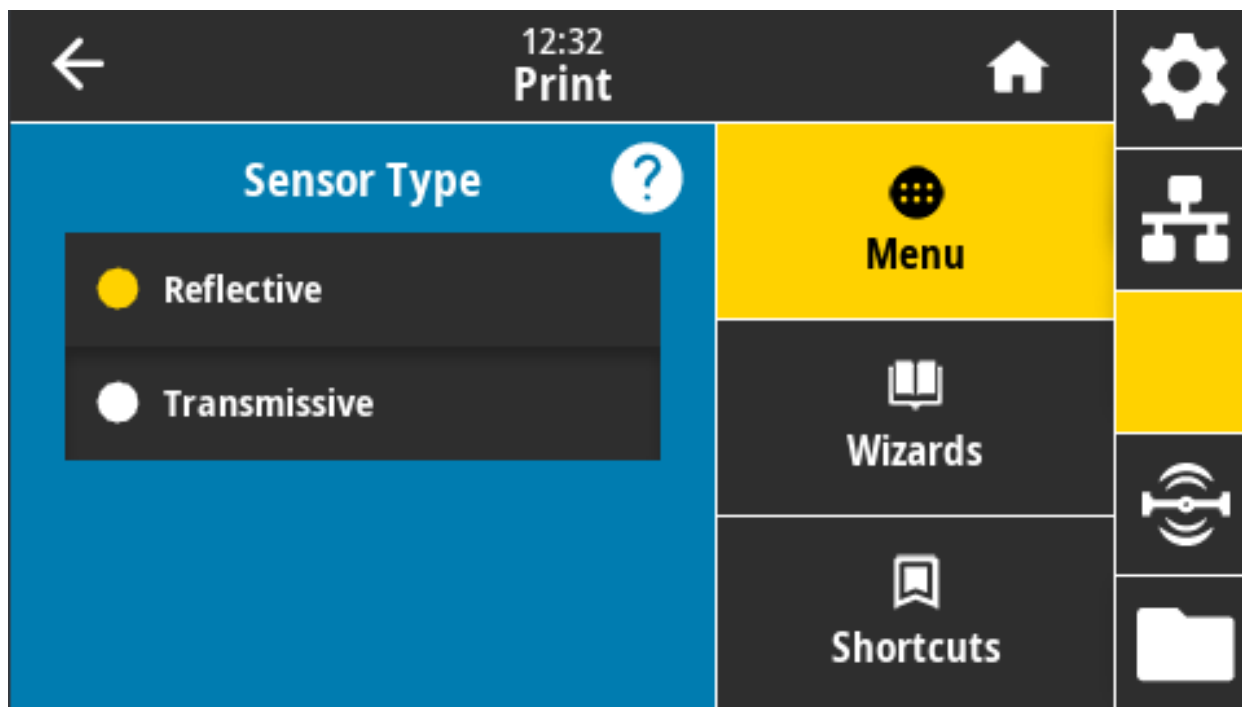 12:32
Print
Sensor Type
?
Reflective
Transmissive
Menu
Wizards
Shortcuts